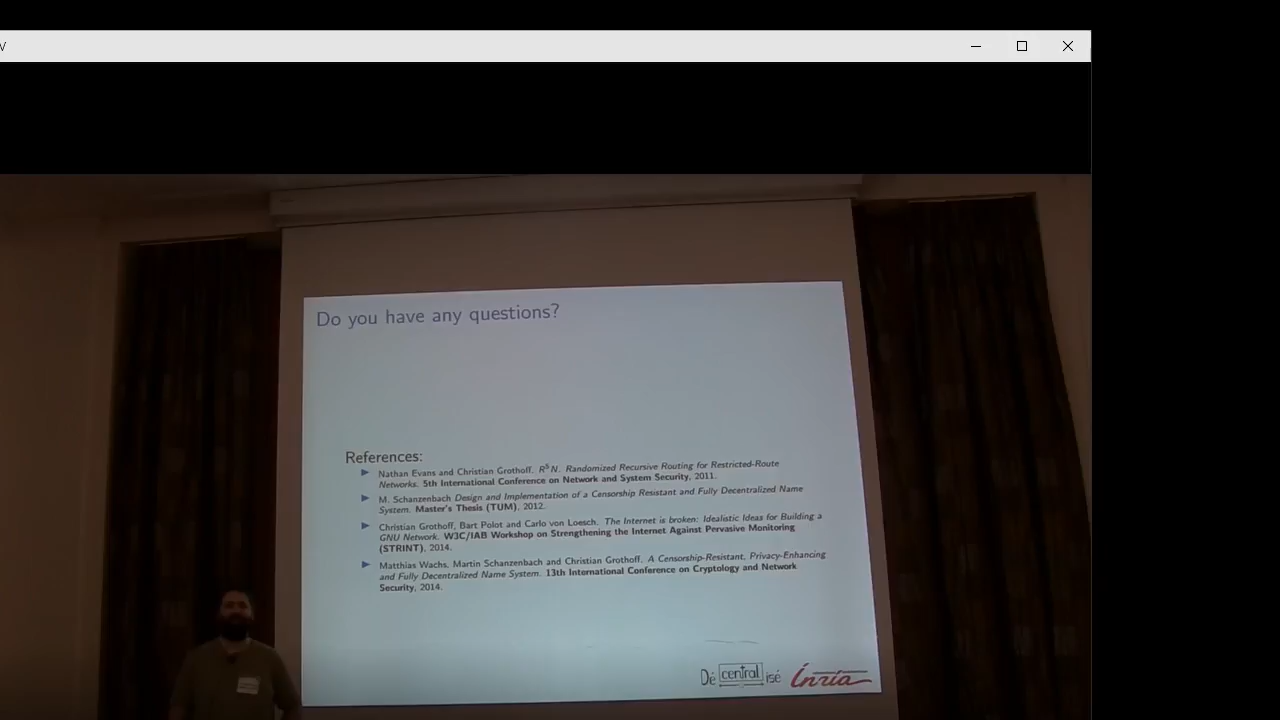 Do you have any questions?
References:
Nathan Evans and Christian Grothoff. R⁵N. Randomized Recursive Routing for Restricted-Route
Networks. 5th International Conference on Network and System Security, 2011.
M. Schanzenbach Design and Implementation of a Censorship Resistant and Fully Decentralized Name
System. Master's Thesis (TUM), 2012.
Christian Grothoff, Bart Polot and Carlo von Loesch. The Internet is broken: Idealistic Ideas for Building a
GNU Network. W3C/IAB Workshop on Strengthening the Internet Against Pervasive Monitoring
(STRINT), 2014.
Matthias Wachs, Martin Schanzenbach and Christian Grothoff. A Censorship-Resistant, Privacy-Enhancing
and Fully Decentralized Name System. 13th International Conference on Cryptology and Network
Security, 2014.
Décentralisé Inria